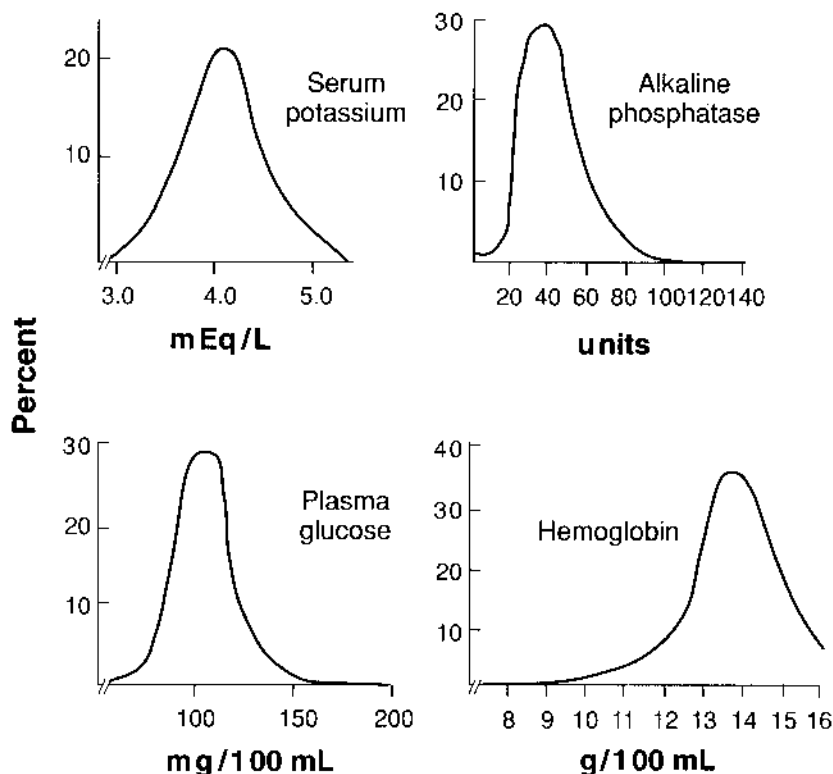 20
10
Serum
potassium
3.0 4.0 5.0
mEq/L
30
20
10
Alkaline
phosphatase
20 40 60 80 100 120 140
units
Percent
30
20
10
Plasma
glucose
100 150 200
mg/100 mL
40
30
20
10
Hemoglobin
8 9 10 11 12 13 14 15 16
g/100 mL